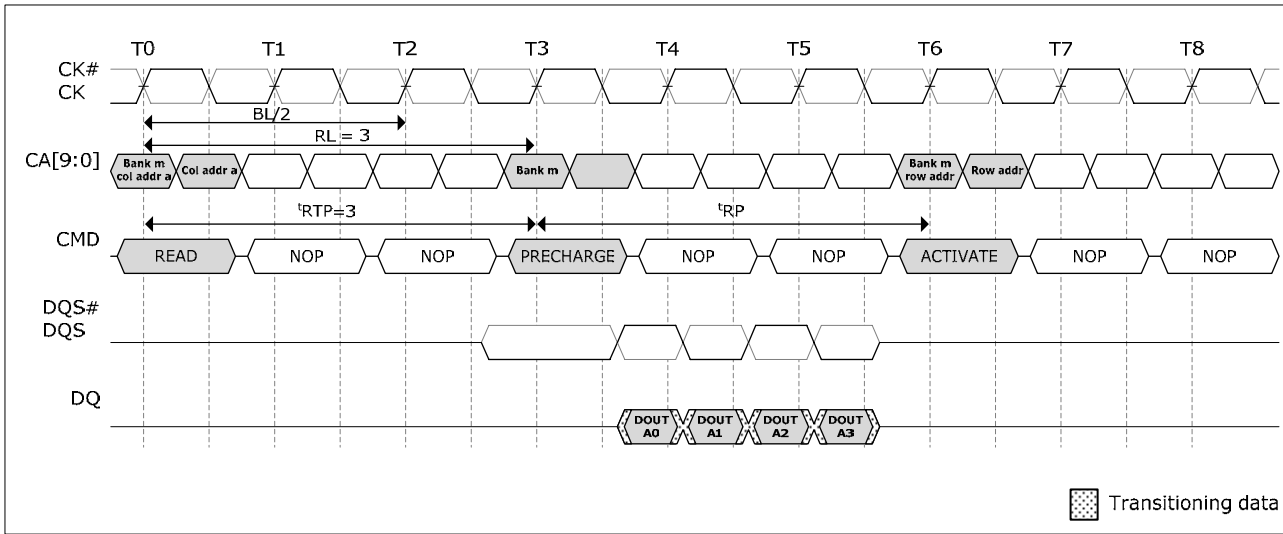 T0 T1 T2 T3 T4 T5 T6 T7 T8
CK#
CK
BL/2
RL = 3
CA[9:0]
Bank m col addr a
Col addr a
Bank m
Bank m row addr
Row addr
tRTP=3
tRP
CMD
READ NOP NOP PRECHARGE NOP NOP ACTIVATE NOP NOP
DQS#
DQS
DQ
DOUT A0
DOUT A1
DOUT A2
DOUT A3
Transitioning data